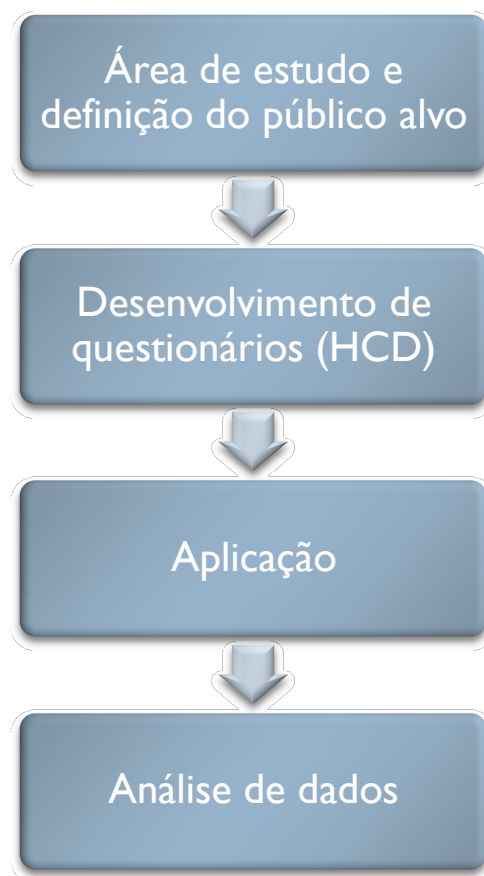 Área de estudo e
definição do público alvo
Desenvolvimento de
questionários (HCD)
Aplicação
Análise de dados